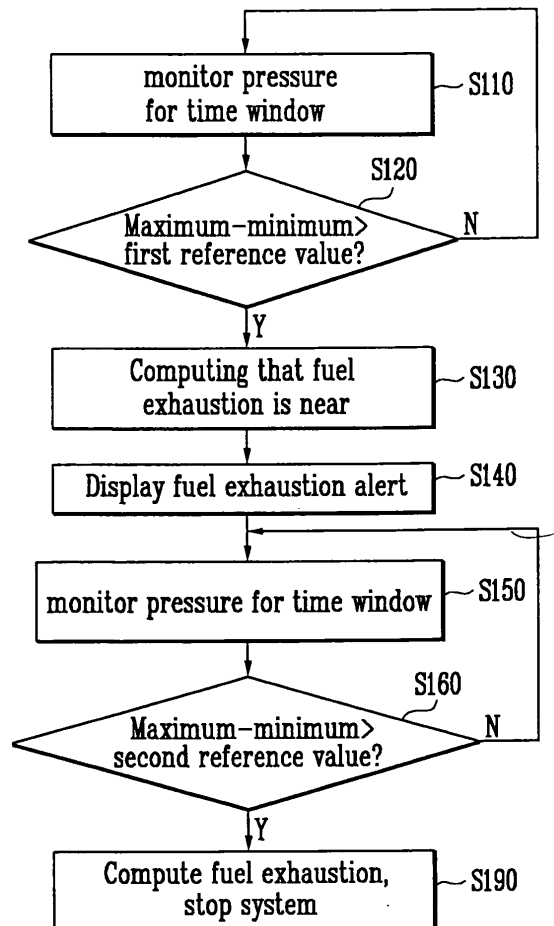 monitor pressure
for time window
S110
S120
Maximum-minimum>
first reference value?
N
Y
Computing that fuel
exhaustion is near
S130
Display fuel exhaustion alert
S140
monitor pressure for time window
S150
S160
Maximum-minimum>
second reference value?
N
Y
Compute fuel exhaustion,
stop system
S190